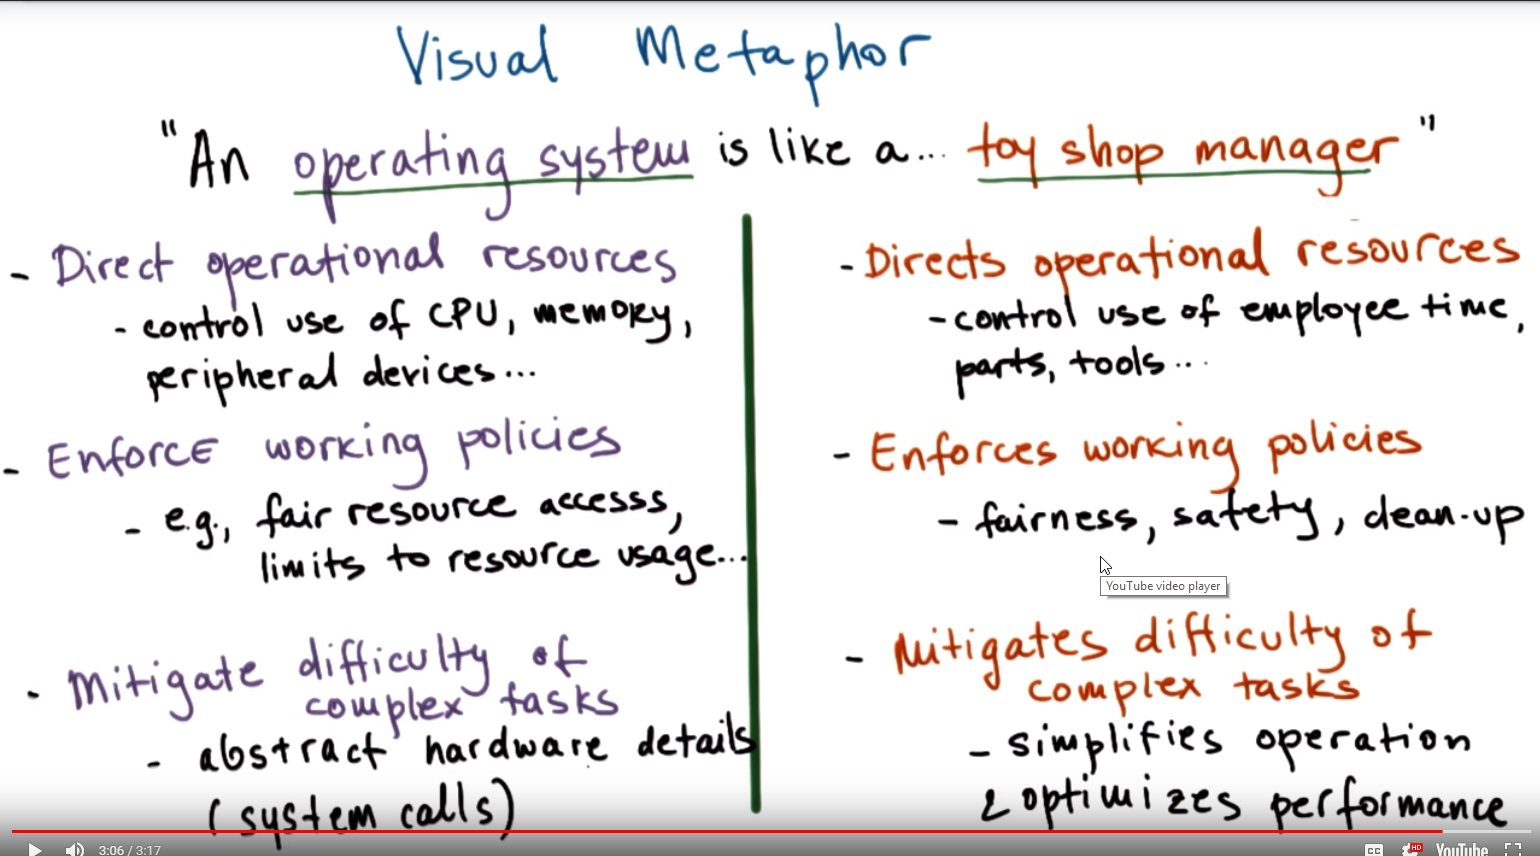 Visual Metaphor
"An operating system is like a... toy shop manager"
- Direct operational resources
- control use of CPU, memory,
peripheral devices...
- Enforce working policies
- e.g., fair resource accesss,
limits to resource usage...
- Mitigate difficulty of
complex tasks
- abstract hardware details
(system calls)
- Directs operational resources
- control use of employee time,
parts, tools...
- Enforces working policies
- fairness, safety, clean-up
YouTube video player
- Mitigates difficulty of
complex tasks
- simplifies operation
& optimizes performance
3:06 / 3:17
CC HD YouTube